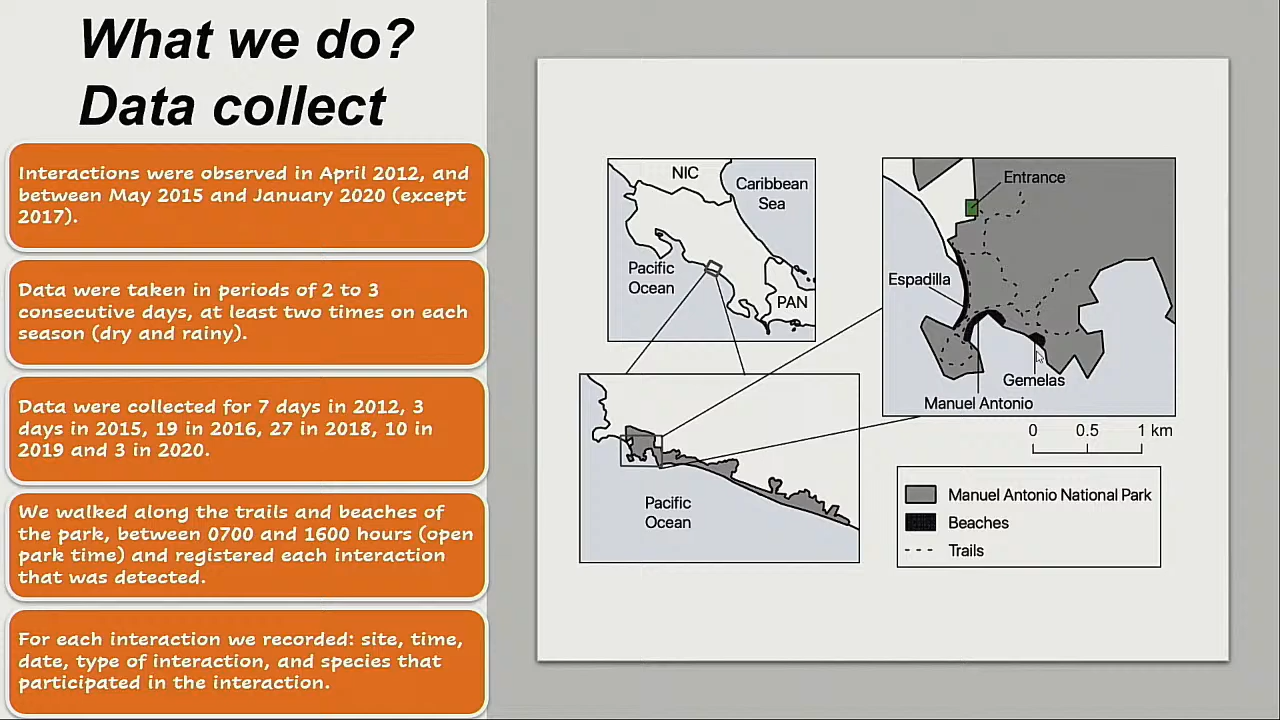 What we do?
Data collect
Interactions were observed in April 2012, and
between May 2015 and January 2020 (except
2017).
Data were taken in periods of 2 to 3
consecutive days, at least two times on each
season (dry and rainy).
Data were collected for 7 days in 2012, 3
days in 2015, 19 in 2016, 27 in 2018, 10 in
2019 and 3 in 2020.
We walked along the trails and beaches of
the park, between 0700 and 1600 hours (open
park time) and registered each interaction
that was detected.
For each interaction we recorded: site, time,
date, type of interaction, and species that
participated in the interaction.
NIC
Caribbean
Sea
Pacific
Ocean
PAN
Pacific
Ocean
Entrance
Espadilla
Gemelas
Manuel Antonio
0 0.5 1 km
Manuel Antonio National Park
Beaches
Trails